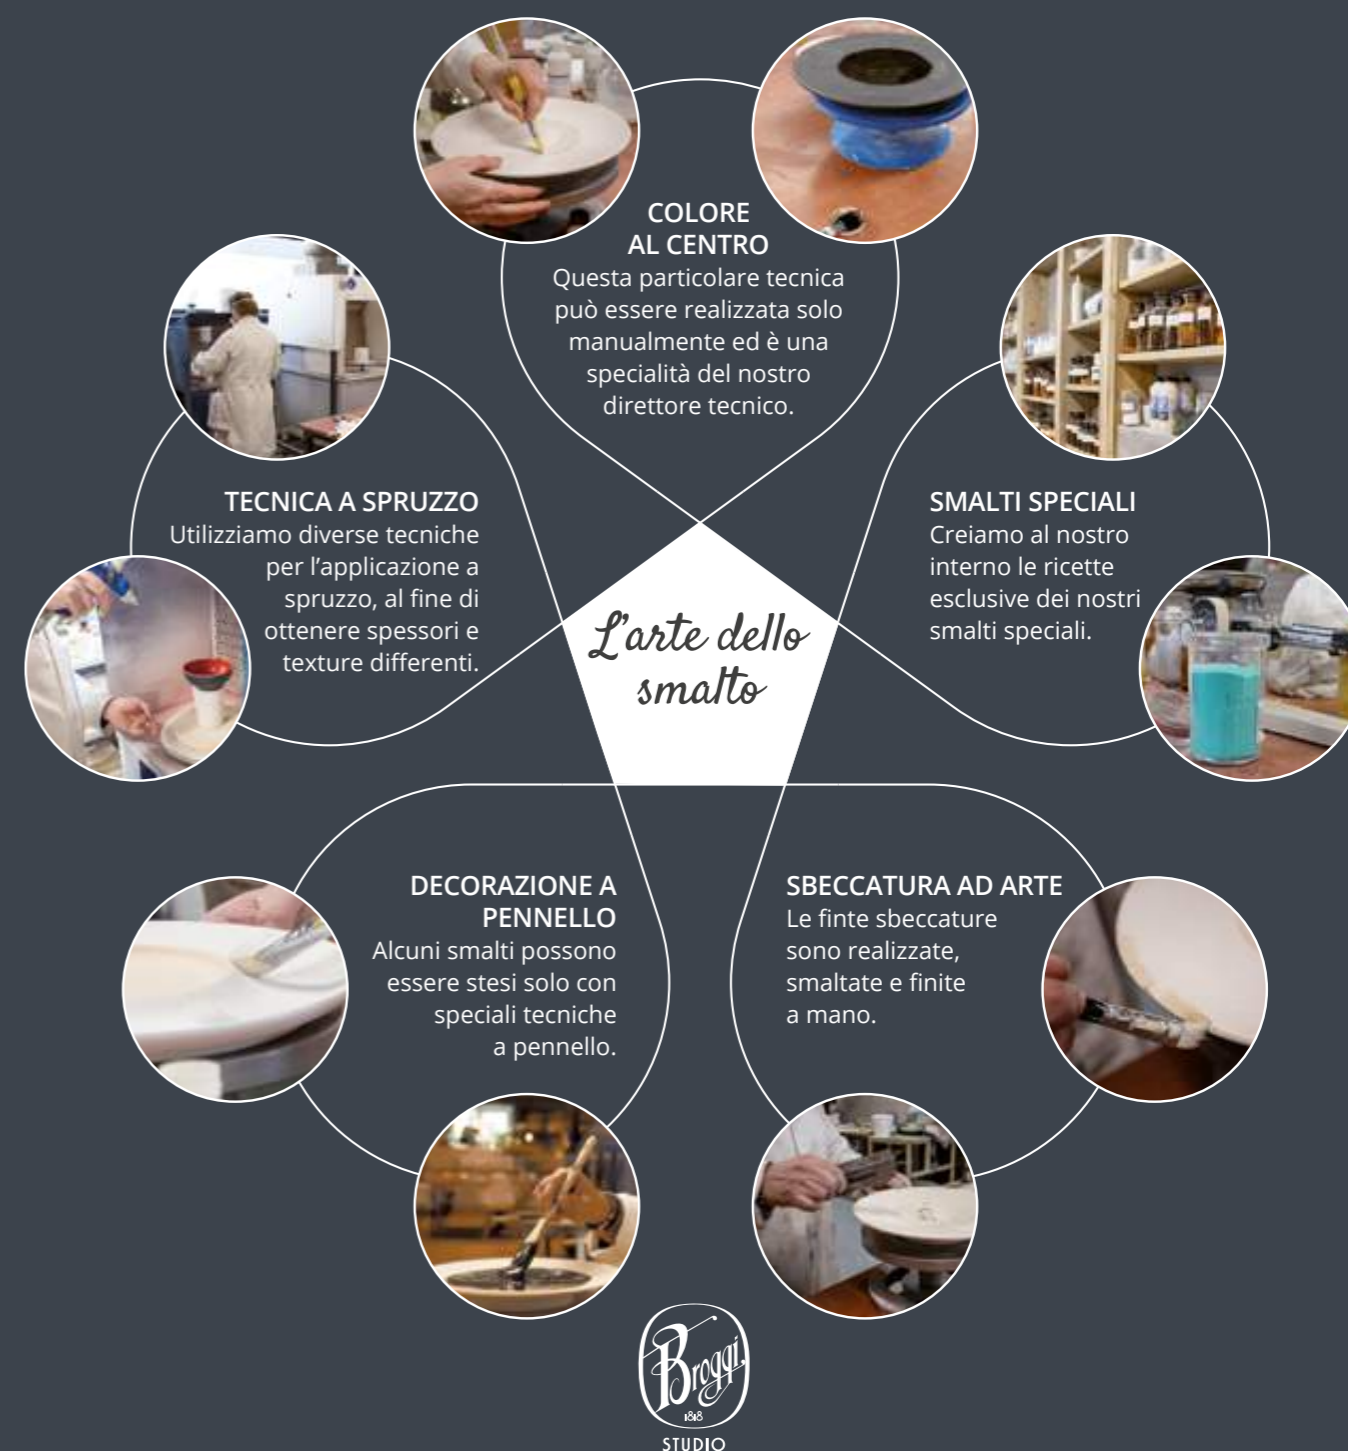 COLORE
AL CENTRO
Questa particolare tecnica
può essere realizzata solo
manualmente ed è una
specialità del nostro
direttore tecnico.
TECNICA A SPRUZZO
Utilizziamo diverse tecniche
per l’applicazione a
spruzzo, al fine di
ottenere spessori e
texture differenti.
SMALTI SPECIALI
Creiamo al nostro
interno le ricette
esclusive dei nostri
smalti speciali.
L’arte dello
smalto
DECORAZIONE A
PENNELLO
Alcuni smalti possono
essere stesi solo con
speciali tecniche
a pennello.
SBECCATURA AD ARTE
Le finte sbeccature
sono realizzate,
smaltate e finite
a mano.
Broggi
1818
STUDIO